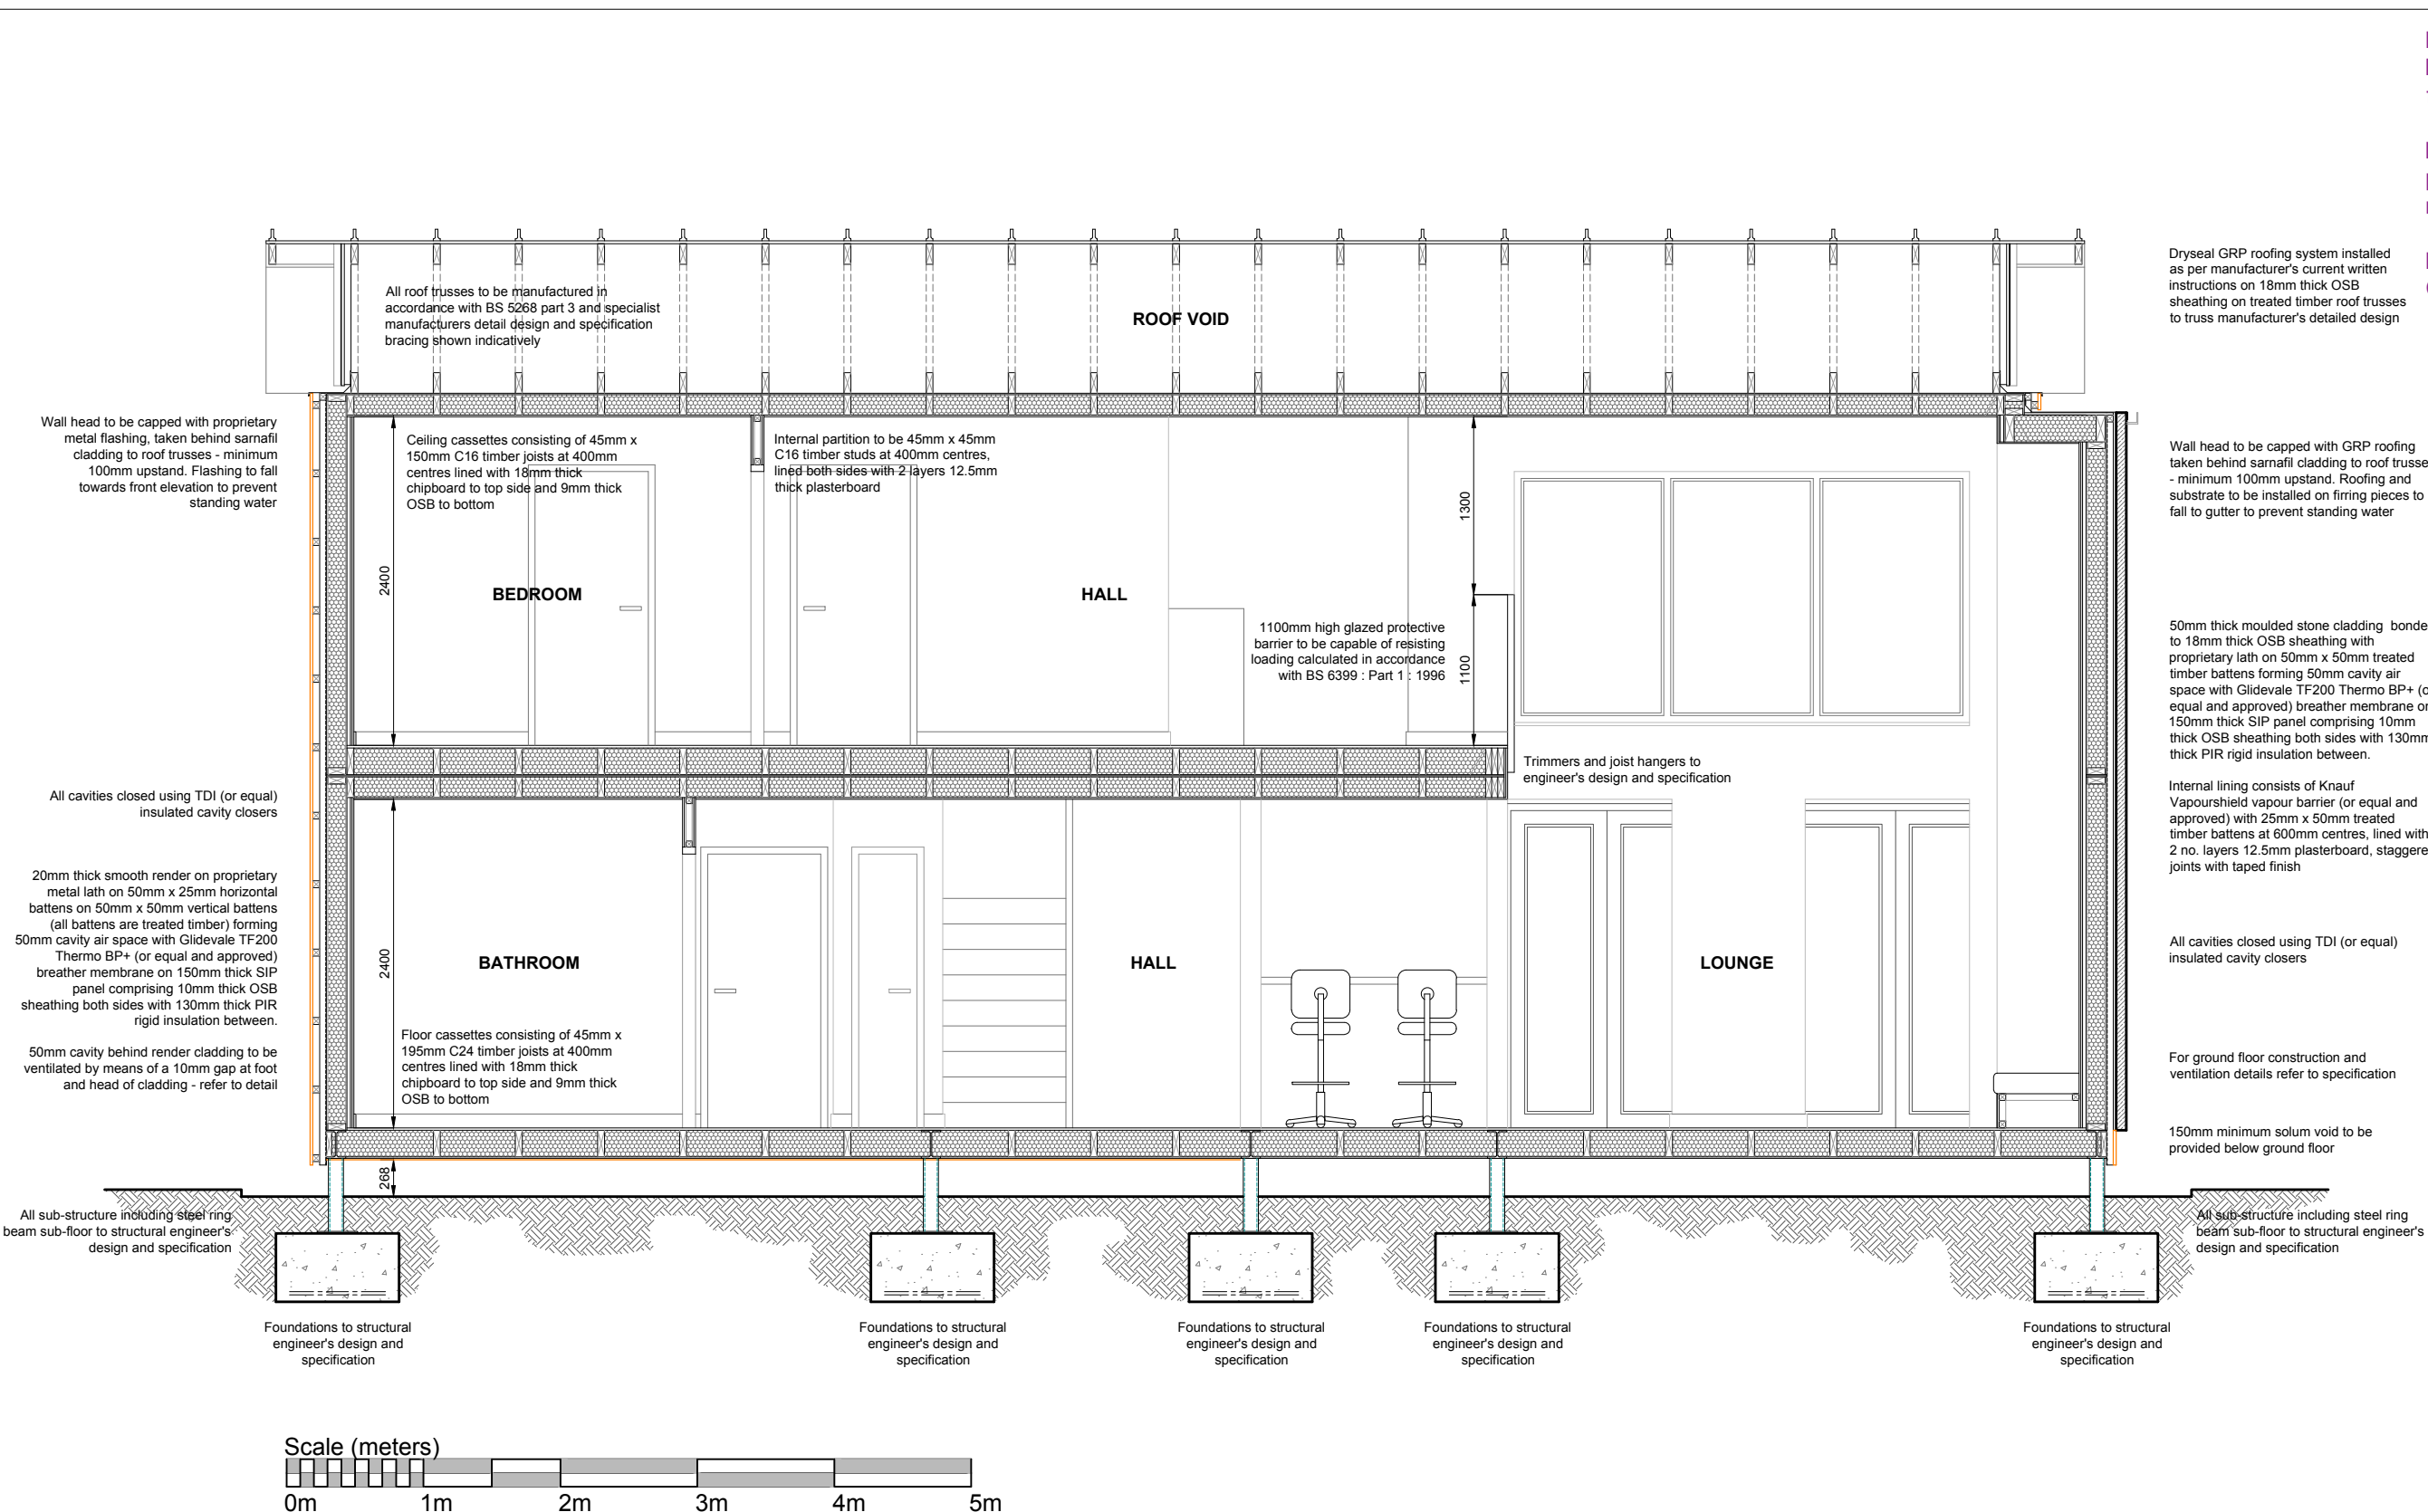 All roof trusses to be manufactured in
accordance with BS 5268 part 3 and specialist
manufacturers detail design and specification
bracing shown indicatively
ROOF VOID
Dryseal GRP roofing system installed
as per manufacturer's current written
instructions on 18mm thick OSB
sheathing on treated timber roof trusses
to truss manufacturer's detailed design
Wall head to be capped with proprietary
metal flashing, taken behind sarnafil
cladding to roof trusses - minimum
100mm upstand. Flashing to fall
towards front elevation to prevent
standing water
Ceiling cassettes consisting of 45mm x
150mm C16 timber joists at 400mm
centres lined with 18mm thick
chipboard to top side and 9mm thick
OSB to bottom
Internal partition to be 45mm x 45mm
C16 timber studs at 400mm centres,
lined both sides with 2 layers 12.5mm
thick plasterboard
1300
Wall head to be capped with GRP roofing
taken behind sarnafil cladding to roof trusse
- minimum 100mm upstand. Roofing and
substrate to be installed on firring pieces to
fall to gutter to prevent standing water
2400
BEDROOM
HALL
1100mm high glazed protective
barrier to be capable of resisting
loading calculated in accordance
with BS 6399 : Part 1 : 1996
1100
50mm thick moulded stone cladding bonde
to 18mm thick OSB sheathing with
proprietary lath on 50mm x 50mm treated
timber battens forming 50mm cavity air
space with Glidevale TF200 Thermo BP+ (o
equal and approved) breather membrane on
150mm thick SIP panel comprising 10mm
thick OSB sheathing both sides with 130mm
thick PIR rigid insulation between.
Trimmers and joist hangers to
engineer's design and specification
All cavities closed using TDI (or equal)
insulated cavity closers
Internal lining consists of Knauf
Vapourshield vapour barrier (or equal and
approved) with 25mm x 50mm treated
timber battens at 600mm centres, lined with
2 no. layers 12.5mm plasterboard, staggere
joints with taped finish
20mm thick smooth render on proprietary
metal lath on 50mm x 25mm horizontal
battens on 50mm x 50mm vertical battens
(all battens are treated timber) forming
50mm cavity air space with Glidevale TF200
Thermo BP+ (or equal and approved)
breather membrane on 150mm thick SIP
panel comprising 10mm thick OSB
sheathing both sides with 130mm thick PIR
rigid insulation between.
2400
BATHROOM
HALL
LOUNGE
All cavities closed using TDI (or equal)
insulated cavity closers
Floor cassettes consisting of 45mm x
195mm C24 timber joists at 400mm
centres lined with 18mm thick
chipboard to top side and 9mm thick
OSB to bottom
50mm cavity behind render cladding to be
ventilated by means of a 10mm gap at foot
and head of cladding - refer to detail
For ground floor construction and
ventilation details refer to specification
150mm minimum solum void to be
provided below ground floor
268
All sub-structure including steel ring
beam sub-floor to structural engineer's
design and specification
All sub-structure including steel ring
beam sub-floor to structural engineer's
design and specification
Foundations to structural
engineer's design and
specification
Foundations to structural
engineer's design and
specification
Foundations to structural
engineer's design and
specification
Foundations to structural
engineer's design and
specification
Foundations to structural
engineer's design and
specification
Scale (meters)
0m 1m 2m 3m 4m 5m